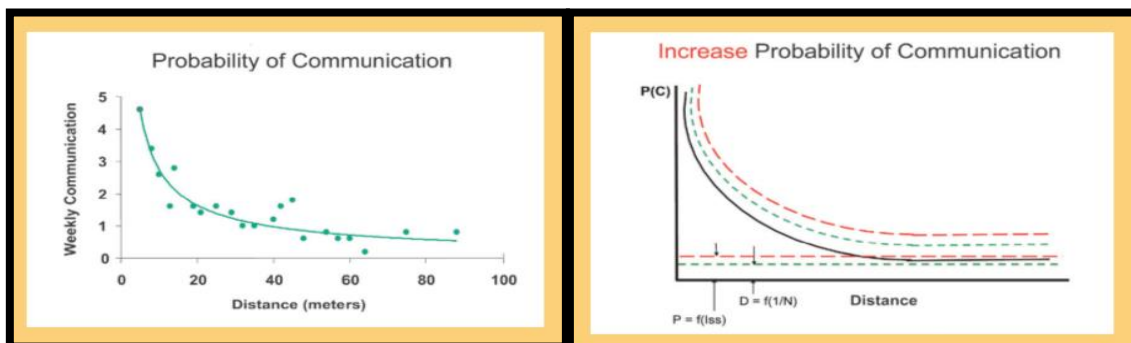 Probability of Communication
Weekly Communication
5
4
3
2
1
0
0 20 40 60 80 100
Distance (meters)
Increase Probability of Communication
P(C)
D = f(1/N)
Distance
P = f(Iss)